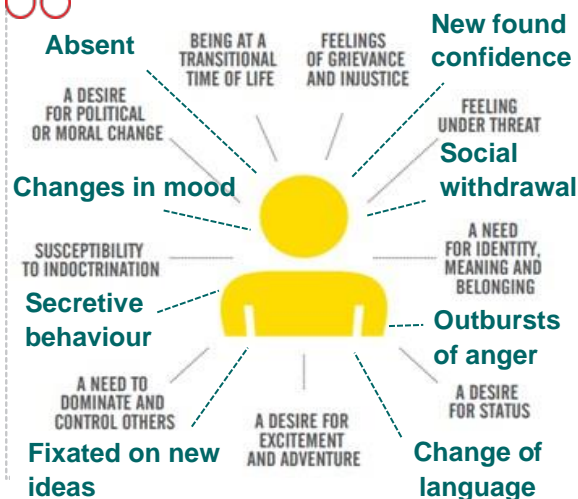 Absent
BEING AT A
TRANSITIONAL
TIME OF LIFE
FEELINGS
OF GRIEVANCE
AND INJUSTICE
New found
confidence
A DESIRE
FOR POLITICAL
OR MORAL CHANGE
FEELING
UNDER THREAT
Changes in mood
Social
withdrawal
SUSCEPTIBILITY
TO INDOCTRINATION
A NEED
FOR IDENTITY,
MEANING AND
BELONGING
Secretive
behaviour
Outbursts
of anger
A NEED TO
DOMINATE AND
CONTROL OTHERS
A DESIRE FOR
EXCITEMENT
AND ADVENTURE
A DESIRE
FOR STATUS
Fixated on new
ideas
Change of
language